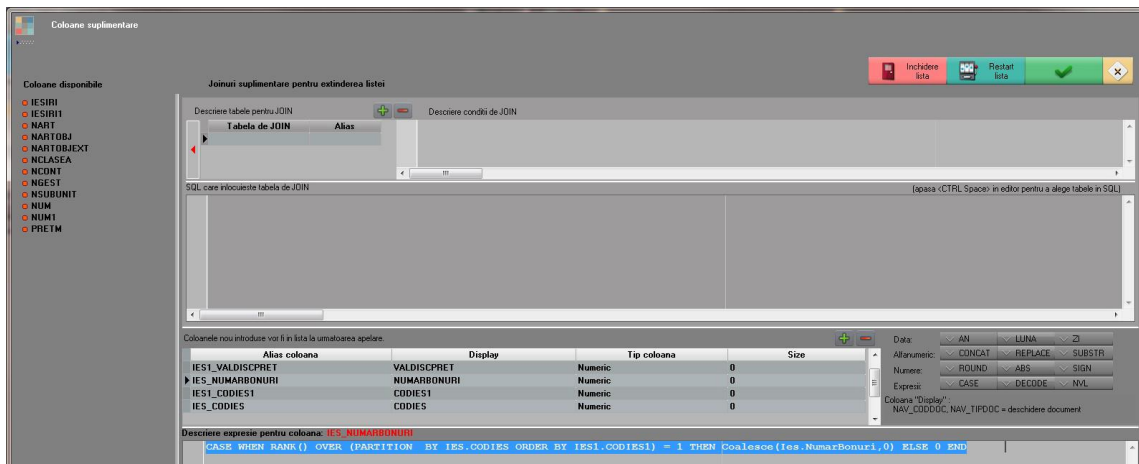 Coloane suplimentare
Inchidere lista
Restart lista
Coloane disponibile
Joinuri suplimentare pentru extinderea listei
IESIRI
IESIRI1
NART
NARTOBJ
NARTOBJEXT
NCLASEA
NCONT
NGEST
NSUBUNIT
NUM
NUM1
PRETM
Descriere tabele pentru JOIN
Descriere conditii de JOIN
Tabela de JOIN Alias
SQL care inlocuieste tabela de JOIN
(apasa <CTRL Space> in editor pentru a alege tabele in SQL)
Coloanele nou introduse vor fi in lista la urmatoarea apelare.
Alias coloana Display Tip coloana Size
IES1_VALDISCPRET VALDISCPRET Numeric 0
IES_NUMARBONURI NUMARBONURI Numeric 0
IES1_CODIES1 CODIES1 Numeric 0
IES_CODIES CODIES Numeric 0
Data: AN LUNA ZI
Alfanumeric: CONCAT REPLACE SUBSTR
Numere: ROUND ABS SIGN
Expresii: CASE DECODE NVL
Coloana "Display" :
NAV_CODDOC, NAV_TIPDOC = deschidere document
Descriere expresie pentru coloana: IES_NUMARBONURI
CASE WHEN RANK() OVER (PARTITION BY IES.CODIES ORDER BY IES1.CODIES1) = 1 THEN Coalesce(Ies.NumarBonuri,0) ELSE 0 END